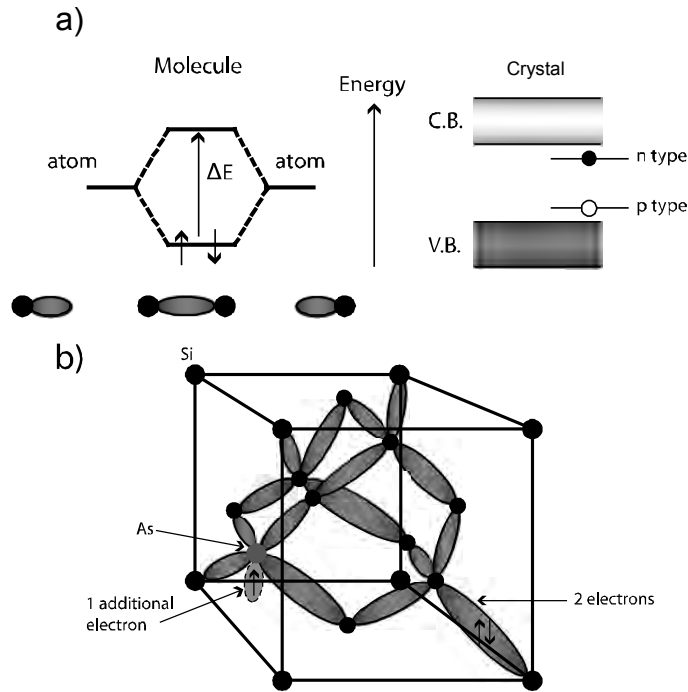 a)
Molecule
Energy
Crystal
C.B.
atom
ΔE
atom
n type
p type
V.B.
b)
Si
As
1 additional
electron
2 electrons